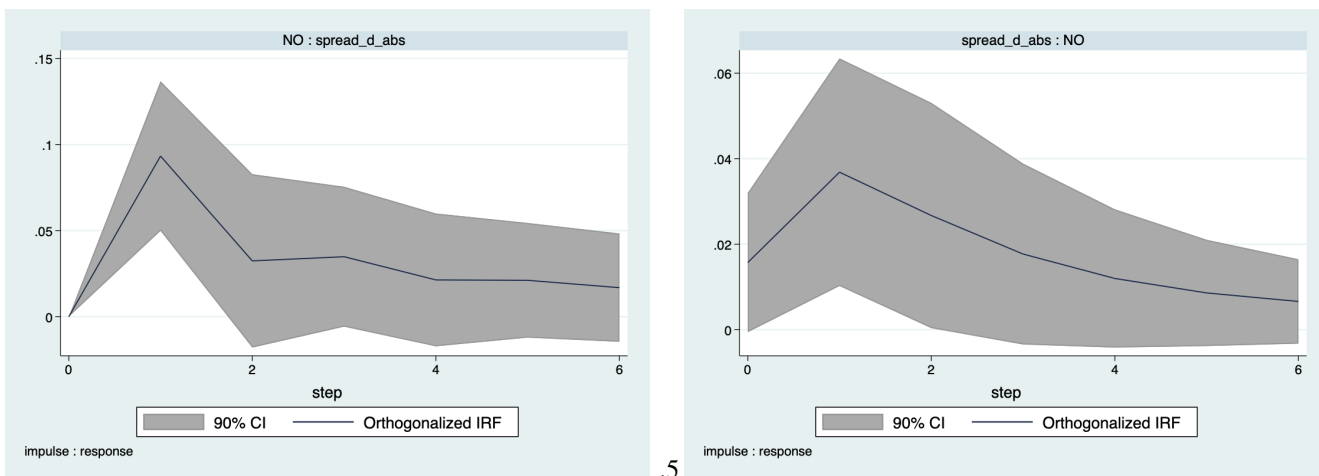 NO : spread_d_abs
.15
.1
.05
0
0 2 4 6
step
90% CI Orthogonalized IRF
impulse : response
.5
spread_d_abs : NO
.06
.04
.02
0
0 2 4 6
step
90% CI Orthogonalized IRF
impulse : response